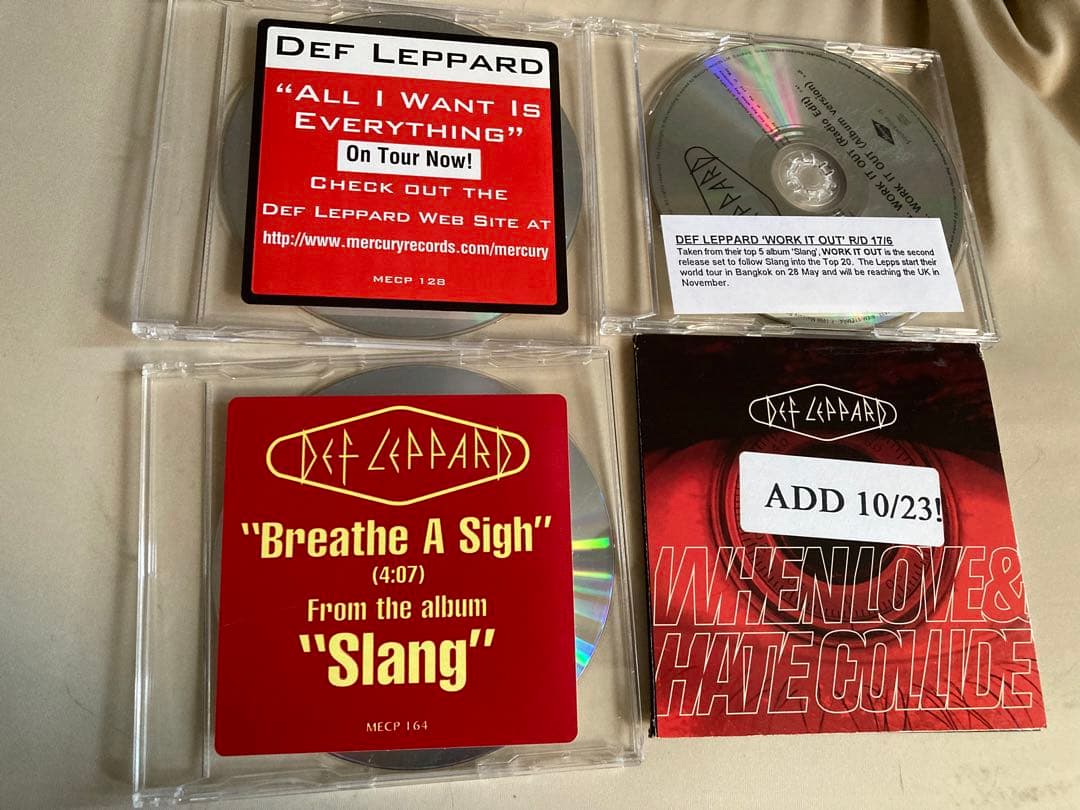 DEF LEPPARD
"ALL I WANT IS
EVERYTHING"
On Tour Now!
CHECK OUT THE
DEF LEPPARD WEB SITE AT
http://www.mercuryrecords.com/mercury
MECP 128
WORK IT OUT (Radio Edit)
WORK IT OUT (Album version)
DEF LEPPARD 'WORK IT OUT' R/D 17/6
Taken from their top 5 album 'Slang', WORK IT OUT is the second
release set to follow Slang into the Top 20. The Lepps start their
world tour in Bangkok on 28 May and will be reaching the UK in
November.
DEF LEPPARD
"Breathe A Sigh"
(4:07)
From the album
"Slang"
MECP 164
DEF LEPPARD
ADD 10/23!
WHEN LOVE &
HATE COLLIDE